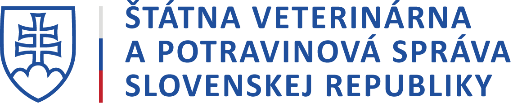 ŠTÁTNA VETERINÁRNA
A POTRAVINOVÁ SPRÁVA
SLOVENSKEJ REPUBLIKY